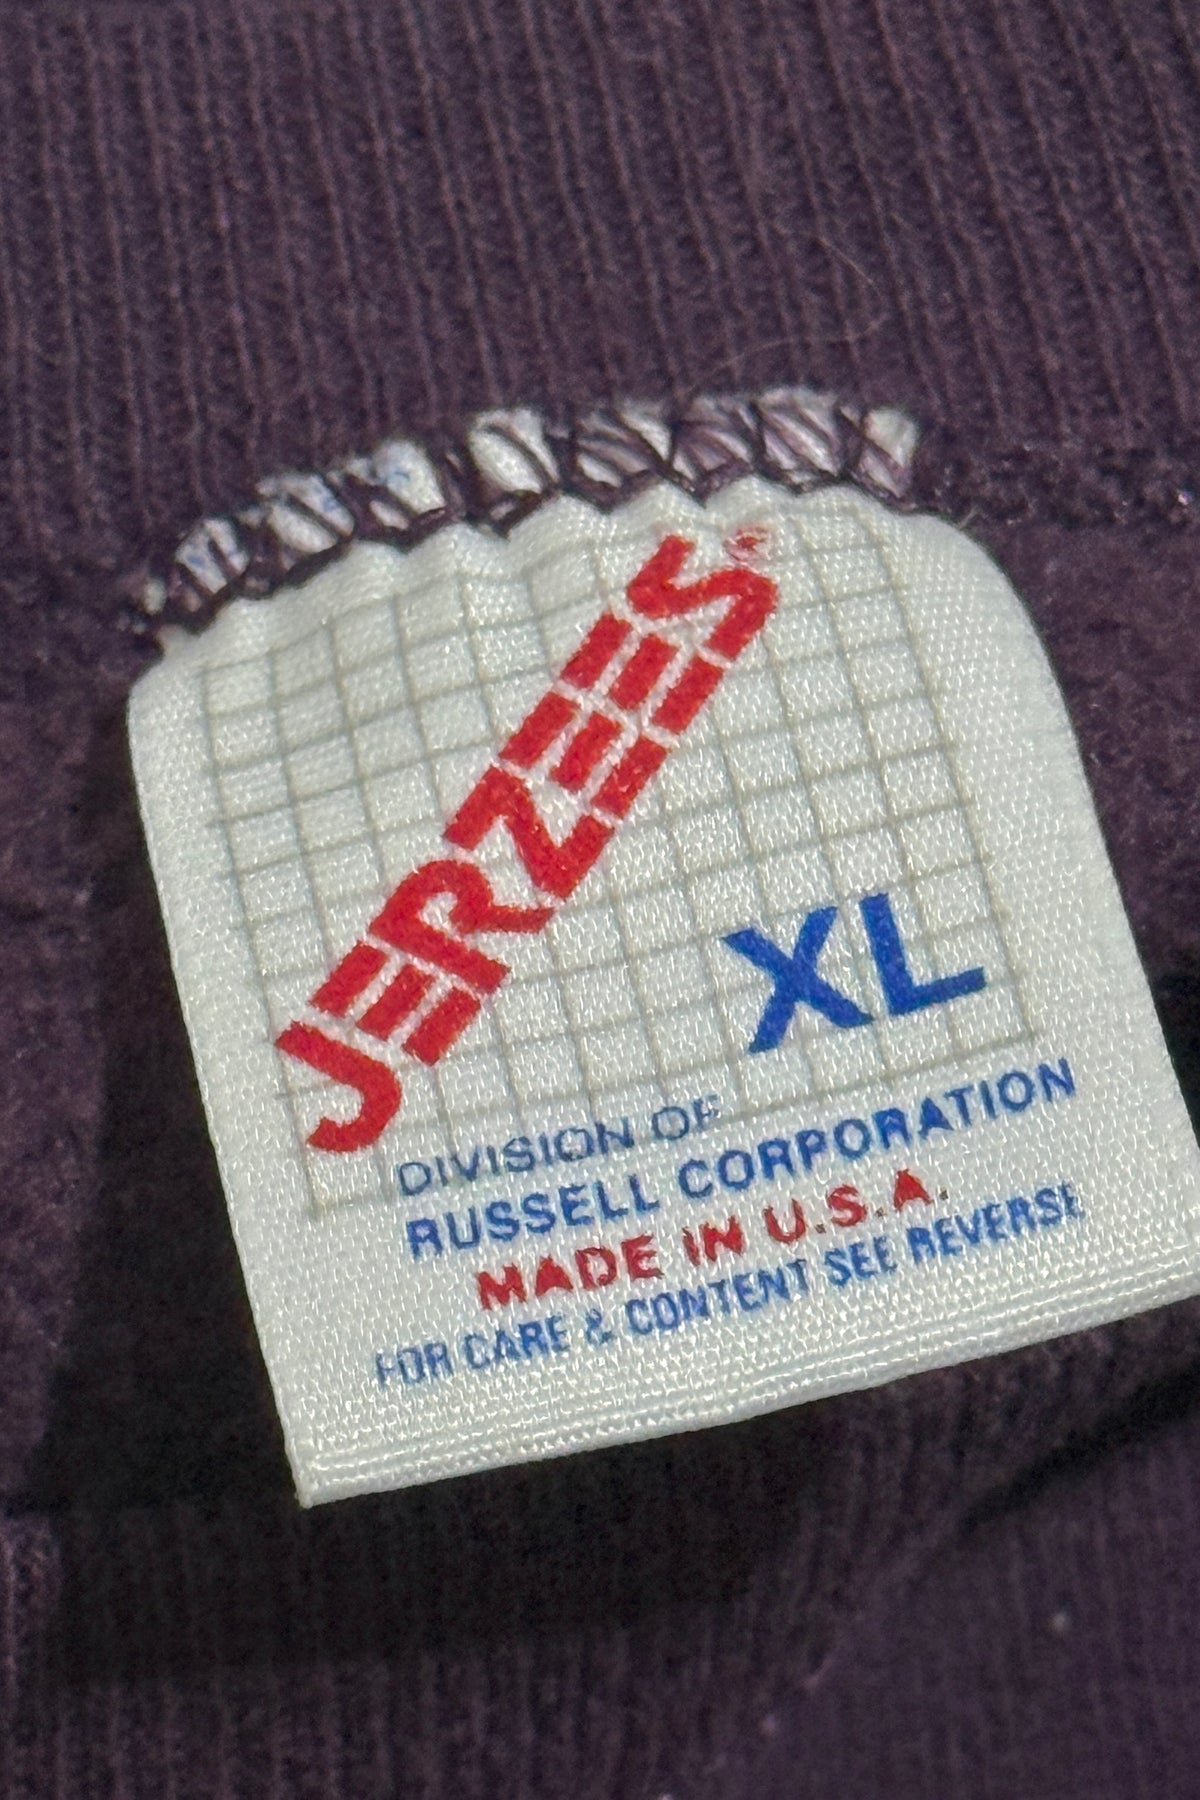 JERZEES®
XL
DIVISION OF
RUSSELL CORPORATION
MADE IN U.S.A.
FOR CARE & CONTENT SEE REVERSE